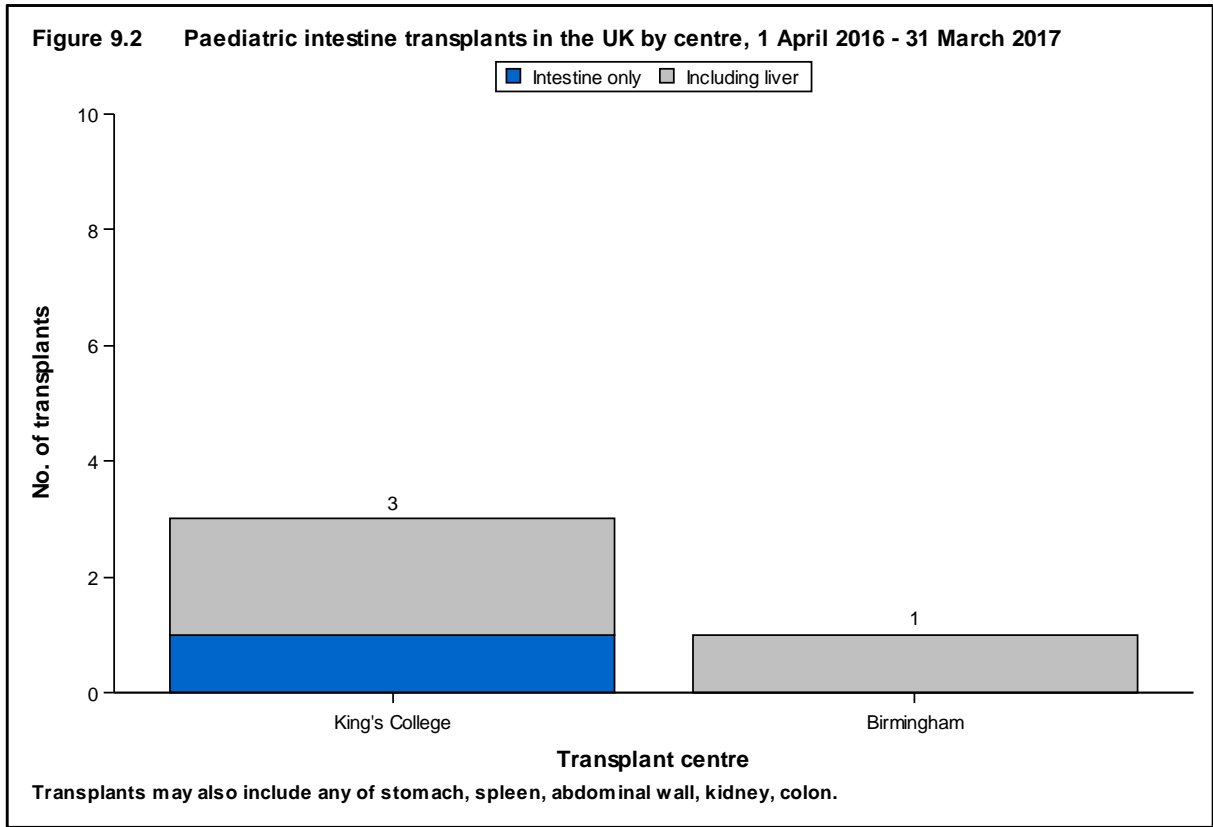 Figure 9.2 Paediatric intestine transplants in the UK by centre, 1 April 2016 - 31 March 2017
Intestine only Including liver
10
8
6
4
2
0
No. of transplants
3
1
King's College Birmingham
Transplant centre
Transplants may also include any of stomach, spleen, abdominal wall, kidney, colon.